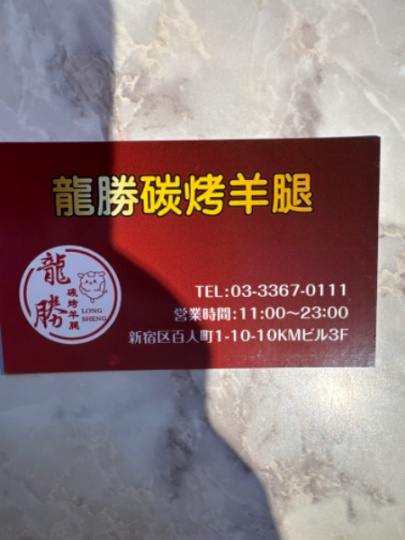 龍勝碳烤羊腿
龍勝
碳烤羊腿
LONG
SHENG
TEL:03-3367-0111
営業時間:11:00~23:00
新宿区百人町1-10-10KMビル3F